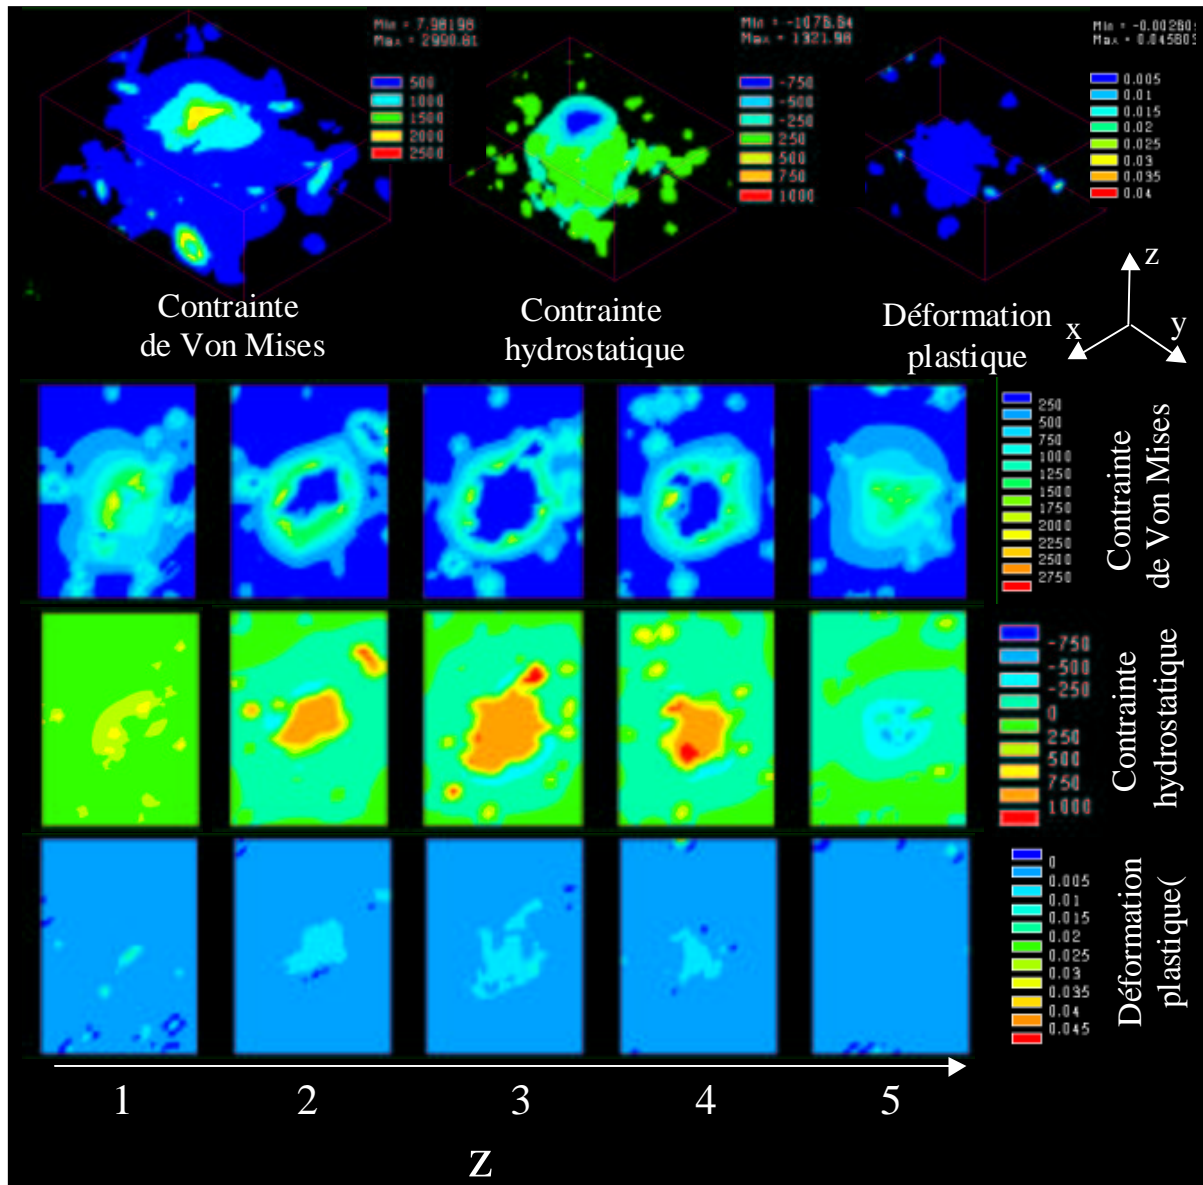 Min = 7.98198
Max = 2990.81
500
1000
1500
2000
2500
Min = -1076.64
Max = 1321.98
-750
-500
-250
250
500
750
1000
0.005
0.01
0.015
0.02
0.025
0.03
0.035
0.04
Contrainte
de Von Mises
Contrainte
hydrostatique
Déformation
plastique
z
x
y
250
500
750
1000
1250
1500
1750
2000
2250
2500
2750
Contrainte
de Von Mises
-750
-500
-250
0
250
500
750
1000
Contrainte
hydrostatique
0
0.005
0.01
0.015
0.02
0.025
0.03
0.035
0.04
0.045
Déformation
plastique(
1
2
3
4
5
z